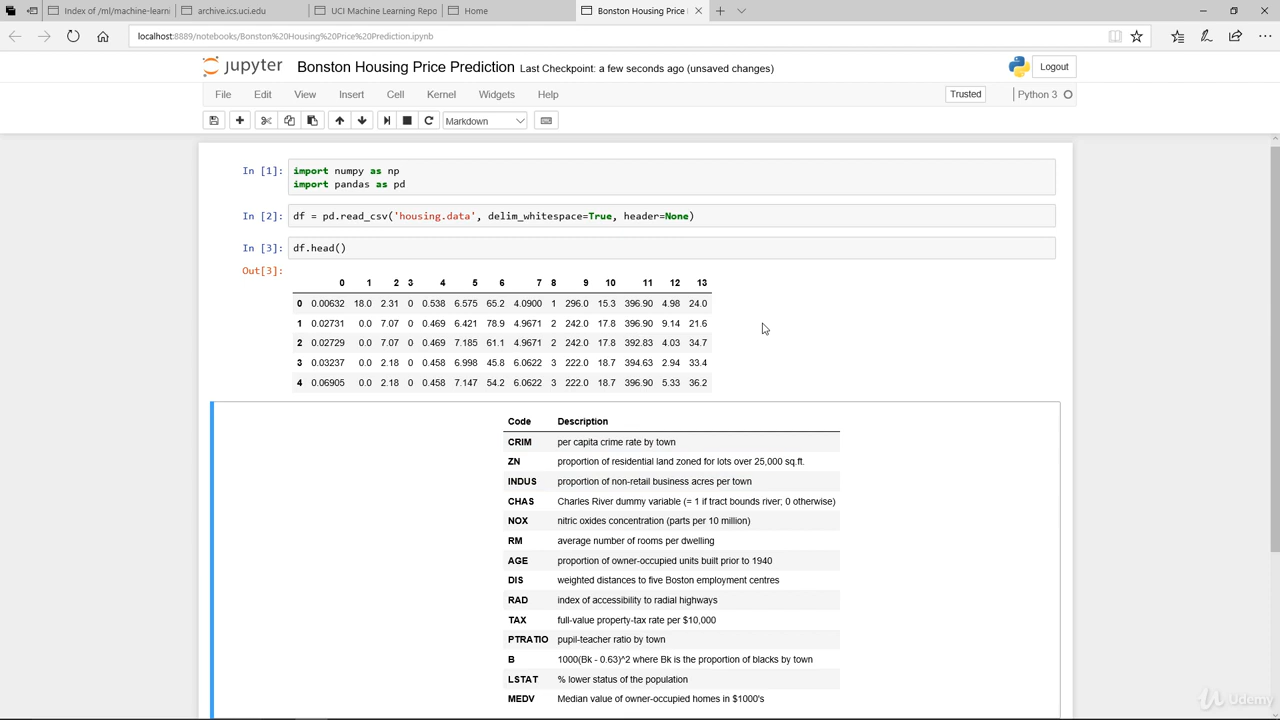 Index of /ml/machine-learni
archive.ics.uci.edu
UCI Machine Learning Repo
Home
Bonston Housing Price
localhost:8889/notebooks/Bonston%20Housing%20Price%20Prediction.ipynb
jupyter Bonston Housing Price Prediction Last Checkpoint: a few seconds ago (unsaved changes) Logout
File Edit View Insert Cell Kernel Widgets Help Trusted Python 3
Markdown
In [1]: import numpy as np
import pandas as pd
In [2]: df = pd.read_csv('housing.data', delim_whitespace=True, header=None)
In [3]: df.head()
Out[3]:
0 1 2 3 4 5 6 7 8 9 10 11 12 13
0 0.00632 18.0 2.31 0 0.538 6.575 65.2 4.0900 1 296.0 15.3 396.90 4.98 24.0
1 0.02731 0.0 7.07 0 0.469 6.421 78.9 4.9671 2 242.0 17.8 396.90 9.14 21.6
2 0.02729 0.0 7.07 0 0.469 7.185 61.1 4.9671 2 242.0 17.8 392.83 4.03 34.7
3 0.03237 0.0 2.18 0 0.458 6.998 45.8 6.0622 3 222.0 18.7 394.63 2.94 33.4
4 0.06905 0.0 2.18 0 0.458 7.147 54.2 6.0622 3 222.0 18.7 396.90 5.33 36.2
Code Description
CRIM per capita crime rate by town
ZN proportion of residential land zoned for lots over 25,000 sq.ft.
INDUS proportion of non-retail business acres per town
CHAS Charles River dummy variable (= 1 if tract bounds river; 0 otherwise)
NOX nitric oxides concentration (parts per 10 million)
RM average number of rooms per dwelling
AGE proportion of owner-occupied units built prior to 1940
DIS weighted distances to five Boston employment centres
RAD index of accessibility to radial highways
TAX full-value property-tax rate per $10,000
PTRATIO pupil-teacher ratio by town
B 1000(Bk - 0.63)^2 where Bk is the proportion of blacks by town
LSTAT % lower status of the population
MEDV Median value of owner-occupied homes in $1000's
Udemy